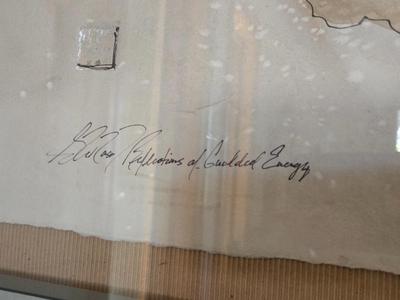 Reflections of Guilded Energy